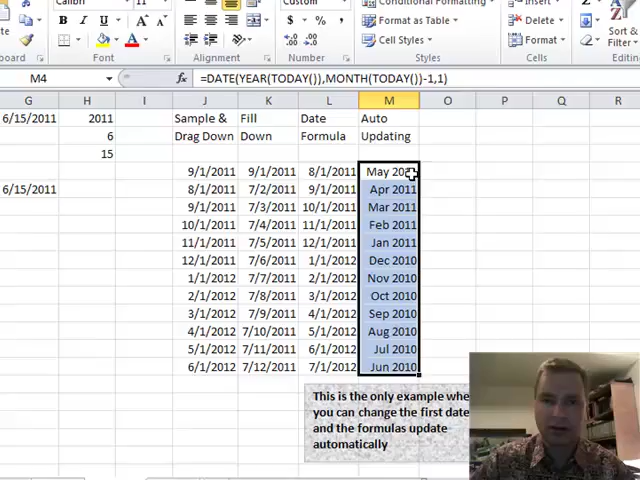 Calibri 11
$ % ,
Conditional Formatting
Format as Table
Cell Styles
Insert
Delete
Format
Sort &
Filter
Font Alignment Number Styles Cells
M4 fx =DATE(YEAR(TODAY()),MONTH(TODAY())-1,1)
G H I J K L M O P Q R
6/15/2011 2011 Sample & Fill Date Auto
6 Drag Down Down Formula Updating
15
9/1/2011 9/1/2011 8/1/2011 May 2011
6/15/2011 8/1/2011 7/2/2011 9/1/2011 Apr 2011
9/1/2011 7/3/2011 10/1/2011 Mar 2011
10/1/2011 7/4/2011 11/1/2011 Feb 2011
11/1/2011 7/5/2011 12/1/2011 Jan 2011
12/1/2011 7/6/2011 1/1/2012 Dec 2010
1/1/2012 7/7/2011 2/1/2012 Nov 2010
2/1/2012 7/8/2011 3/1/2012 Oct 2010
3/1/2012 7/9/2011 4/1/2012 Sep 2010
4/1/2012 7/10/2011 5/1/2012 Aug 2010
5/1/2012 7/11/2011 6/1/2012 Jul 2010
6/1/2012 7/12/2011 7/1/2012 Jun 2010
This is the only example whe
you can change the first date
and the formulas update
automatically